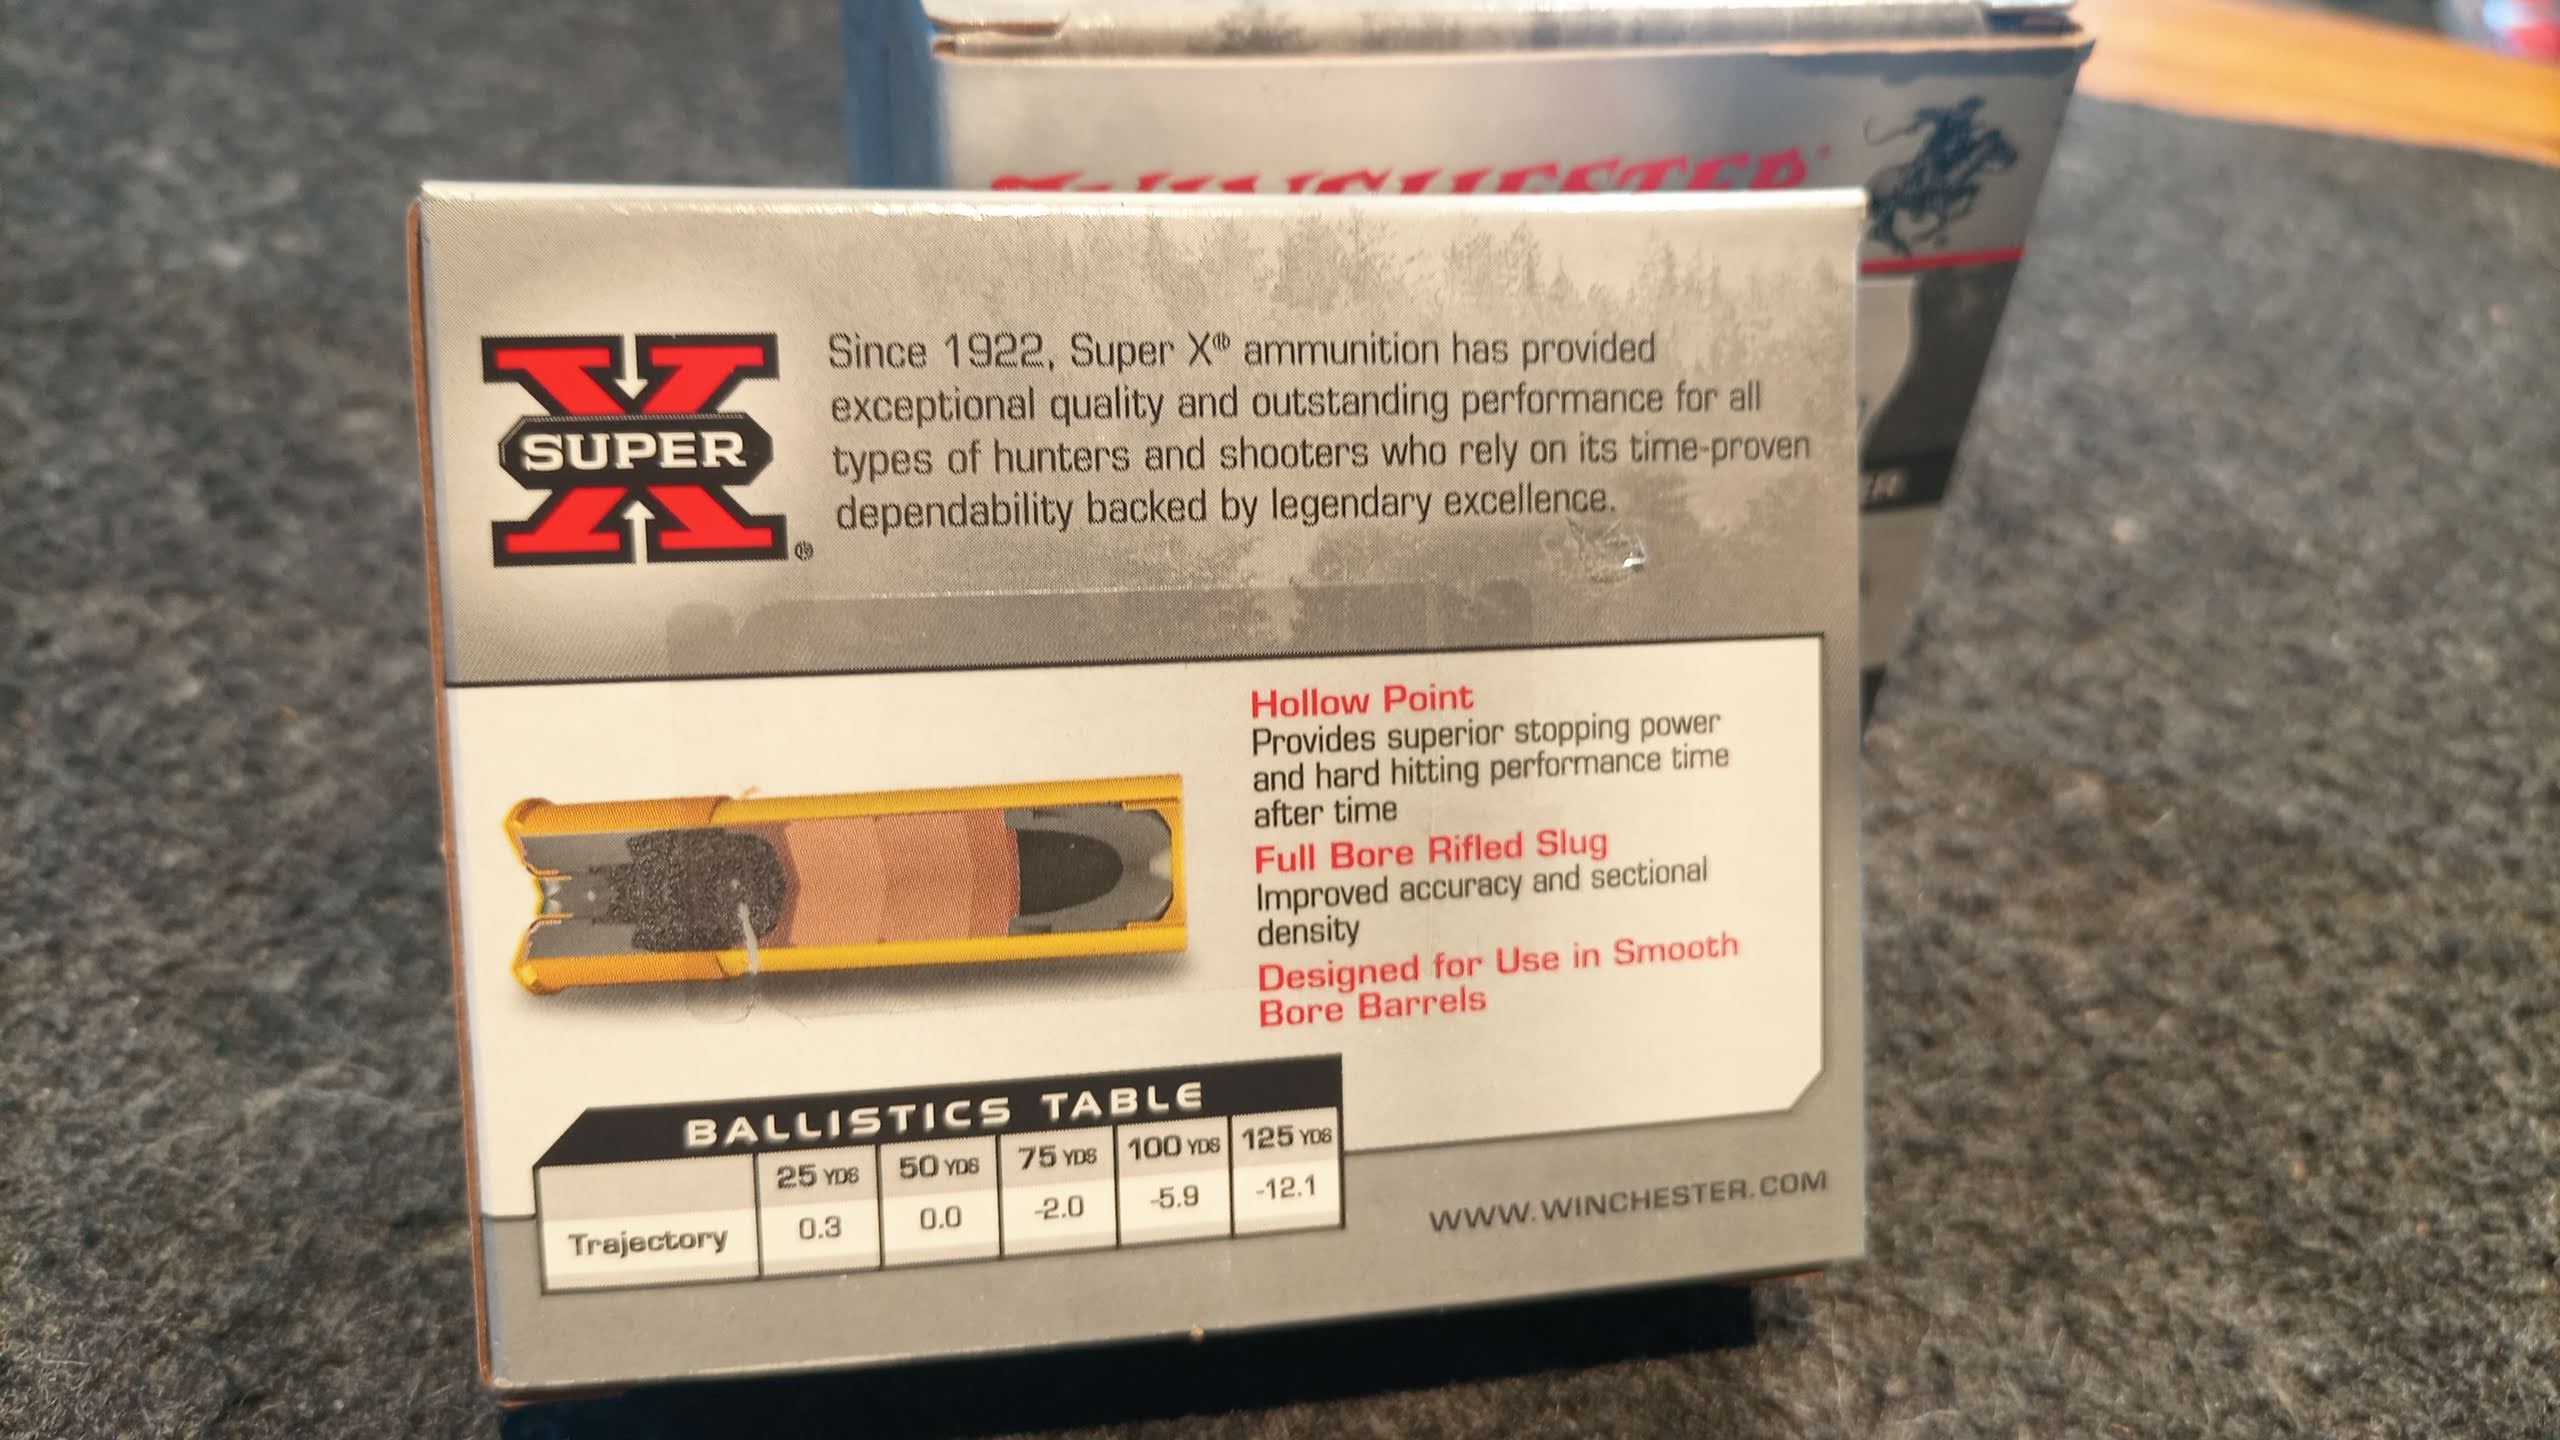 WINCHESTER®
SUPER X®
Since 1922, Super X® ammunition has provided
exceptional quality and outstanding performance for all
types of hunters and shooters who rely on its time-proven
dependability backed by legendary excellence.
Hollow Point
Provides superior stopping power
and hard hitting performance time
after time
Full Bore Rifled Slug
Improved accuracy and sectional
density
Designed for Use in Smooth
Bore Barrels
BALLISTICS TABLE
25 YDS 50 YDS 75 YDS 100 YDS 125 YDS
Trajectory 0.3 0.0 -2.0 -5.9 -12.1
WWW.WINCHESTER.COM